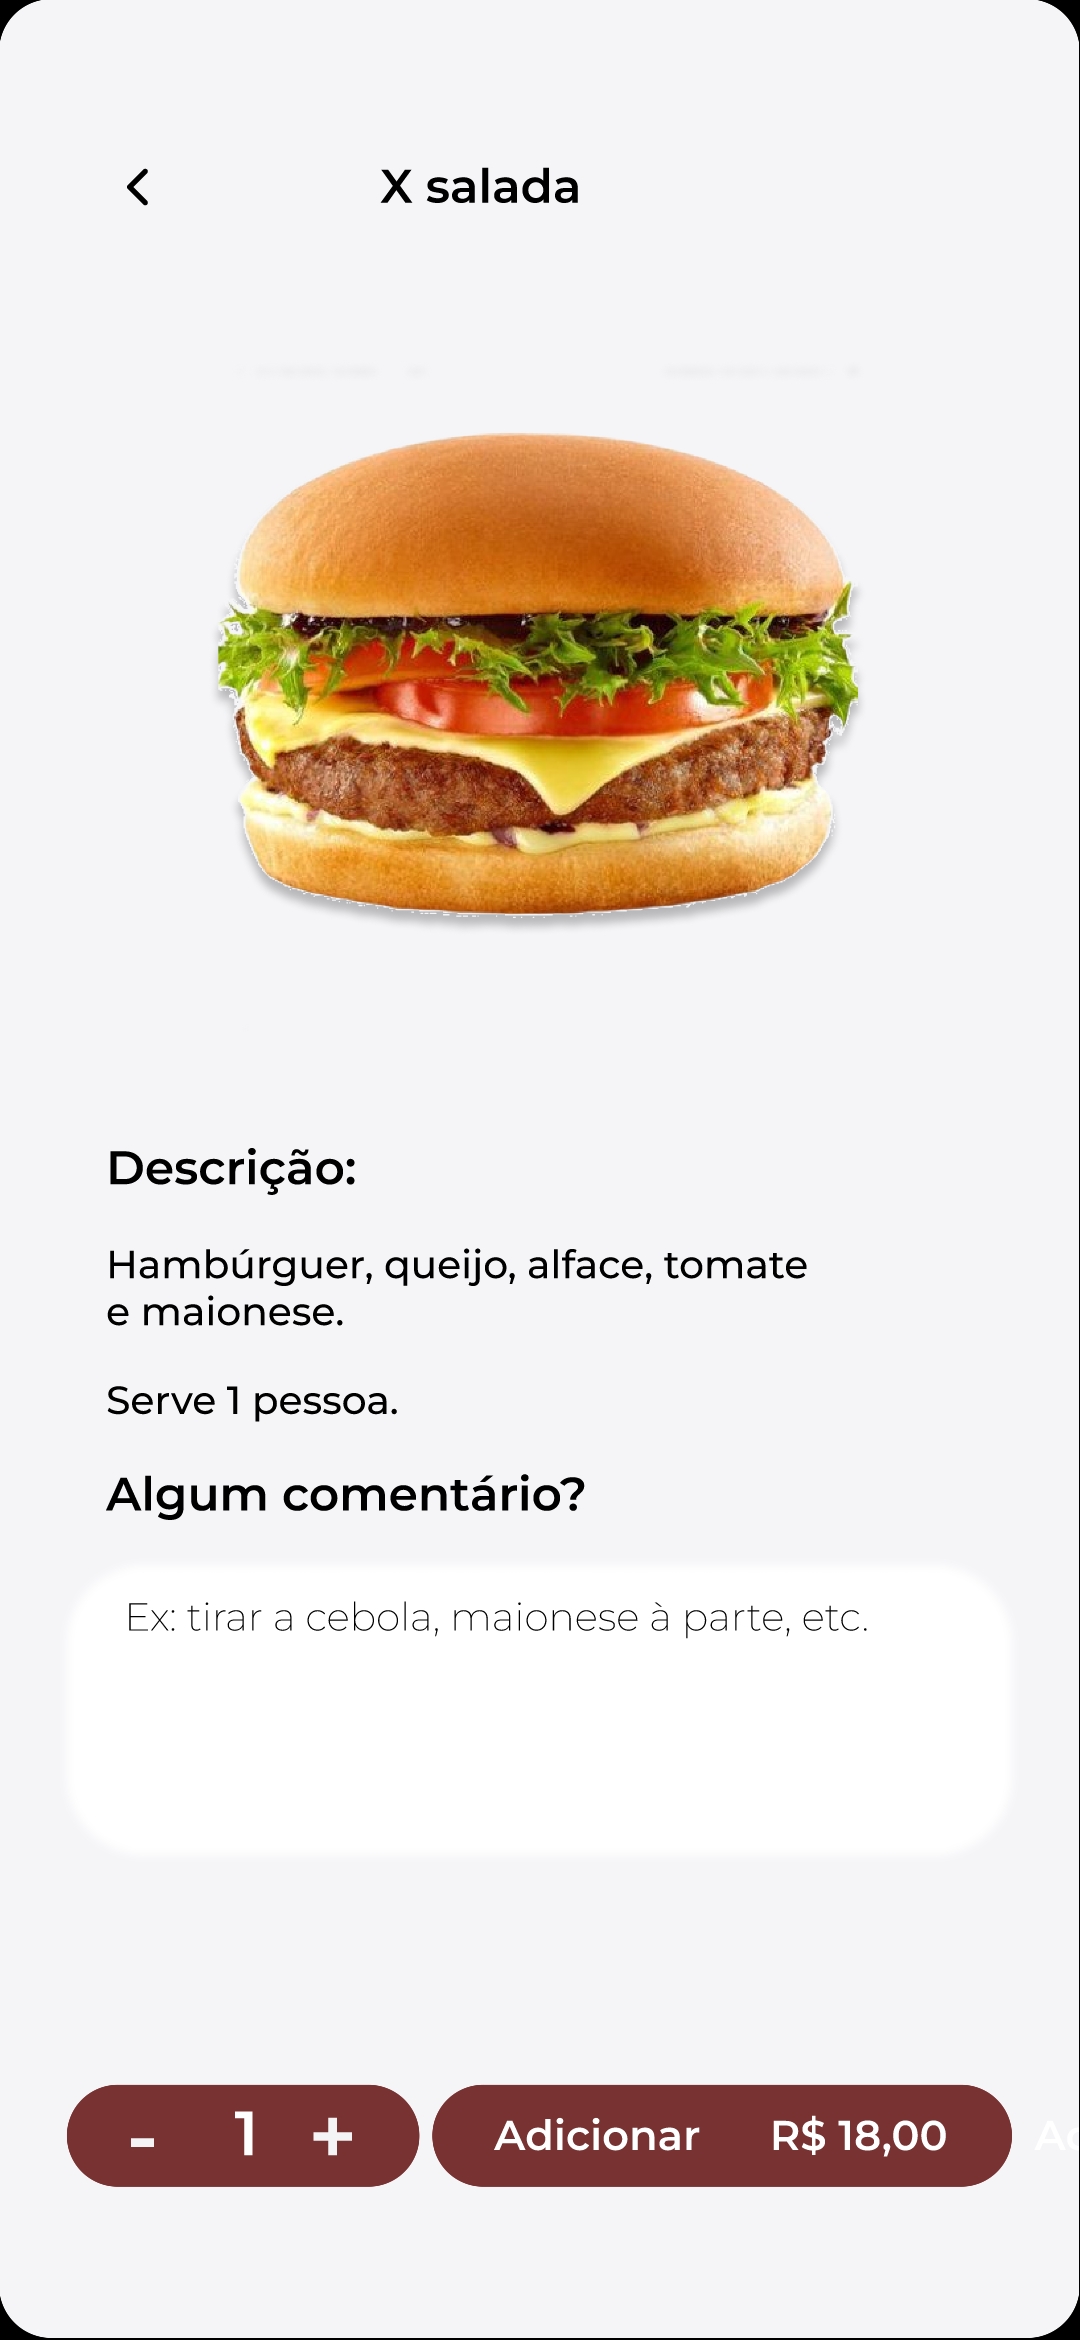 X salada
Descrição:
Hambúrguer, queijo, alface, tomate
e maionese.
Serve 1 pessoa.
Algum comentário?
Ex: tirar a cebola, maionese à parte, etc.
- 1 + Adicionar R$ 18,00